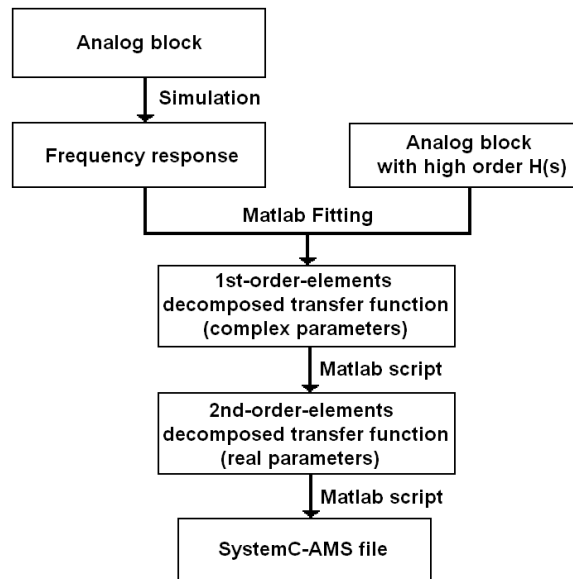 Analog block
Simulation
Frequency response
Analog block
with high order H(s)
Matlab Fitting
1st-order-elements
decomposed transfer function
(complex parameters)
Matlab script
2nd-order-elements
decomposed transfer function
(real parameters)
Matlab script
SystemC-AMS file